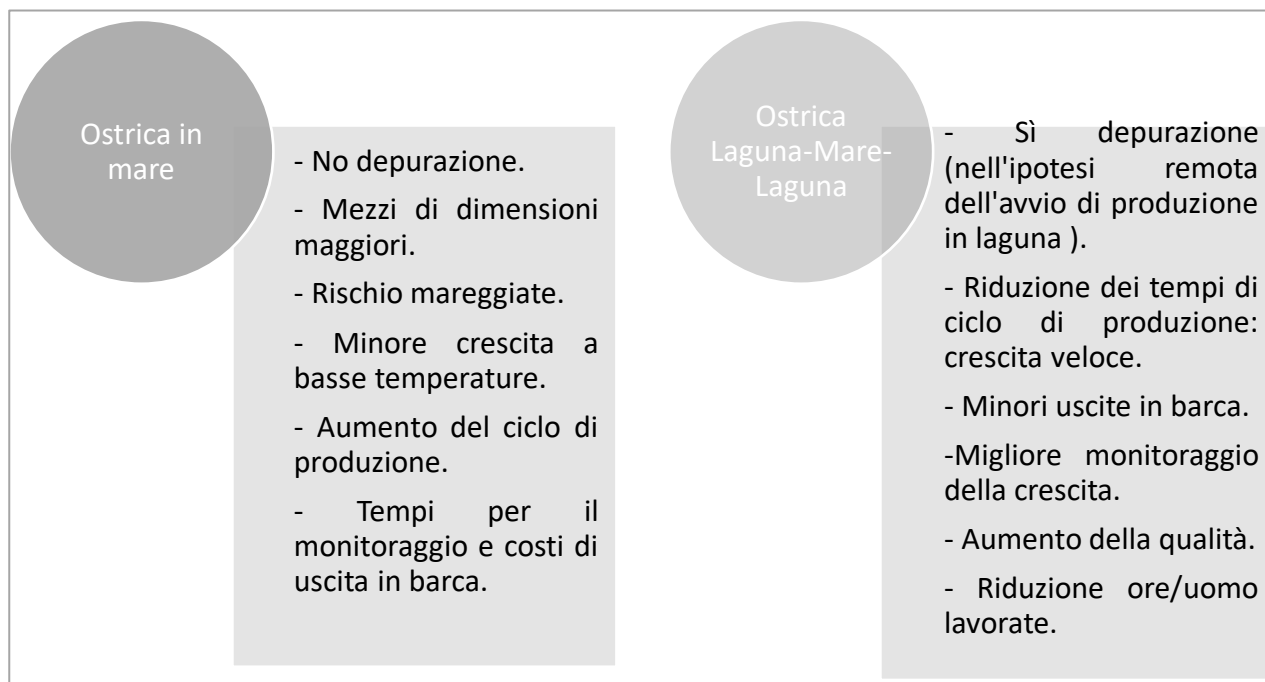 Ostrica in
mare
- No depurazione.
- Mezzi di dimensioni
maggiori.
- Rischio mareggiate.
- Minore crescita a
basse temperature.
- Aumento del ciclo di
produzione.
- Tempi per il
monitoraggio e costi di
uscita in barca.
Ostrica
Laguna-Mare-
Laguna
- Sì depurazione
(nell'ipotesi remota
dell'avvio di produzione
in laguna ).
- Riduzione dei tempi di
ciclo di produzione:
crescita veloce.
- Minori uscite in barca.
-Migliore monitoraggio
della crescita.
- Aumento della qualità.
- Riduzione ore/uomo
lavorate.